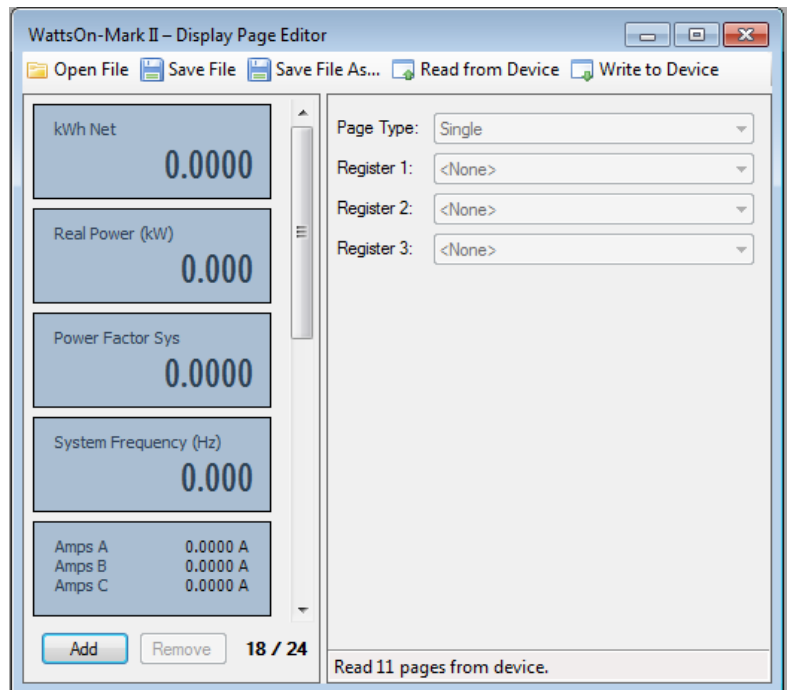 WattsOn-Mark II – Display Page Editor
Open File Save File Save File As... Read from Device Write to Device
kWh Net
0.0000
Real Power (kW)
0.000
Power Factor Sys
0.0000
System Frequency (Hz)
0.000
Amps A 0.0000 A
Amps B 0.0000 A
Amps C 0.0000 A
Add Remove 18 / 24
Page Type: Single
Register 1: <None>
Register 2: <None>
Register 3: <None>
Read 11 pages from device.